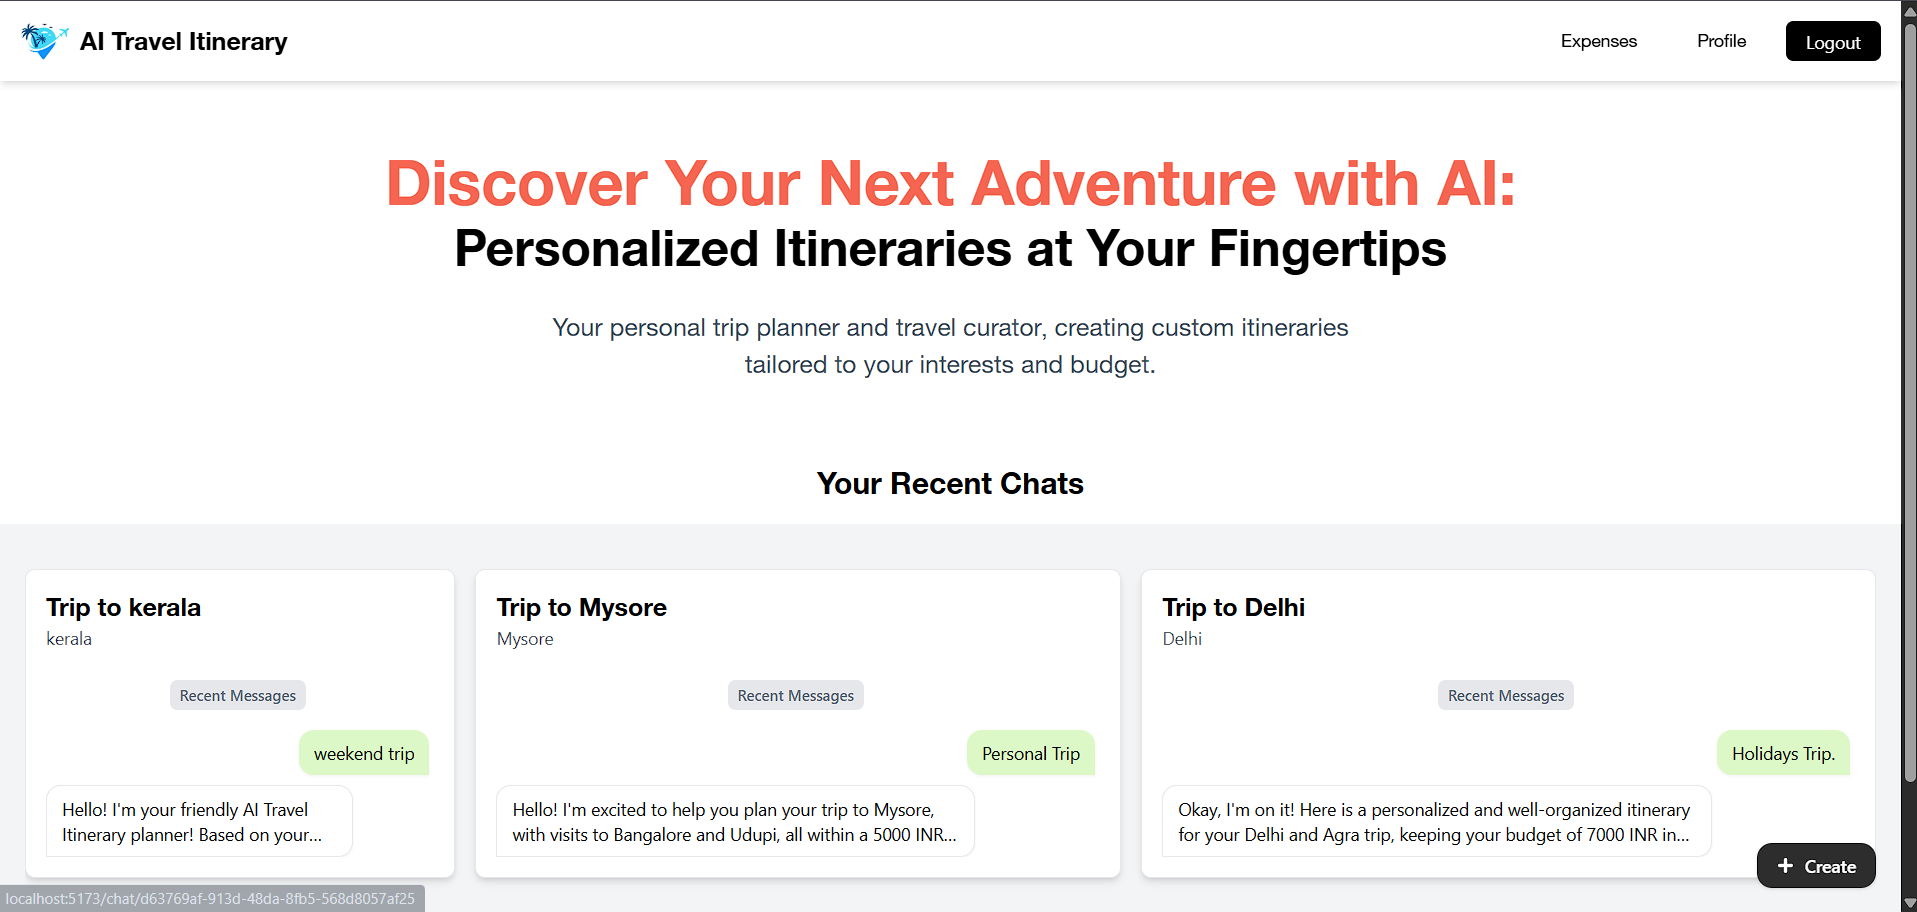 AI Travel Itinerary
Expenses
Profile
Logout
Discover Your Next Adventure with AI:
Personalized Itineraries at Your Fingertips
Your personal trip planner and travel curator, creating custom itineraries
tailored to your interests and budget.
Your Recent Chats
Trip to kerala
kerala
Recent Messages
weekend trip
Hello! I'm your friendly AI Travel
Itinerary planner! Based on your...
Trip to Mysore
Mysore
Recent Messages
Personal Trip
Hello! I'm excited to help you plan your trip to Mysore,
with visits to Bangalore and Udupi, all within a 5000 INR...
Trip to Delhi
Delhi
Recent Messages
Holidays Trip.
Okay, I'm on it! Here is a personalized and well-organized itinerary
for your Delhi and Agra trip, keeping your budget of 7000 INR in...
+ Create
localhost:5173/chat/d63769af-913d-48da-8fb5-568d8057af25